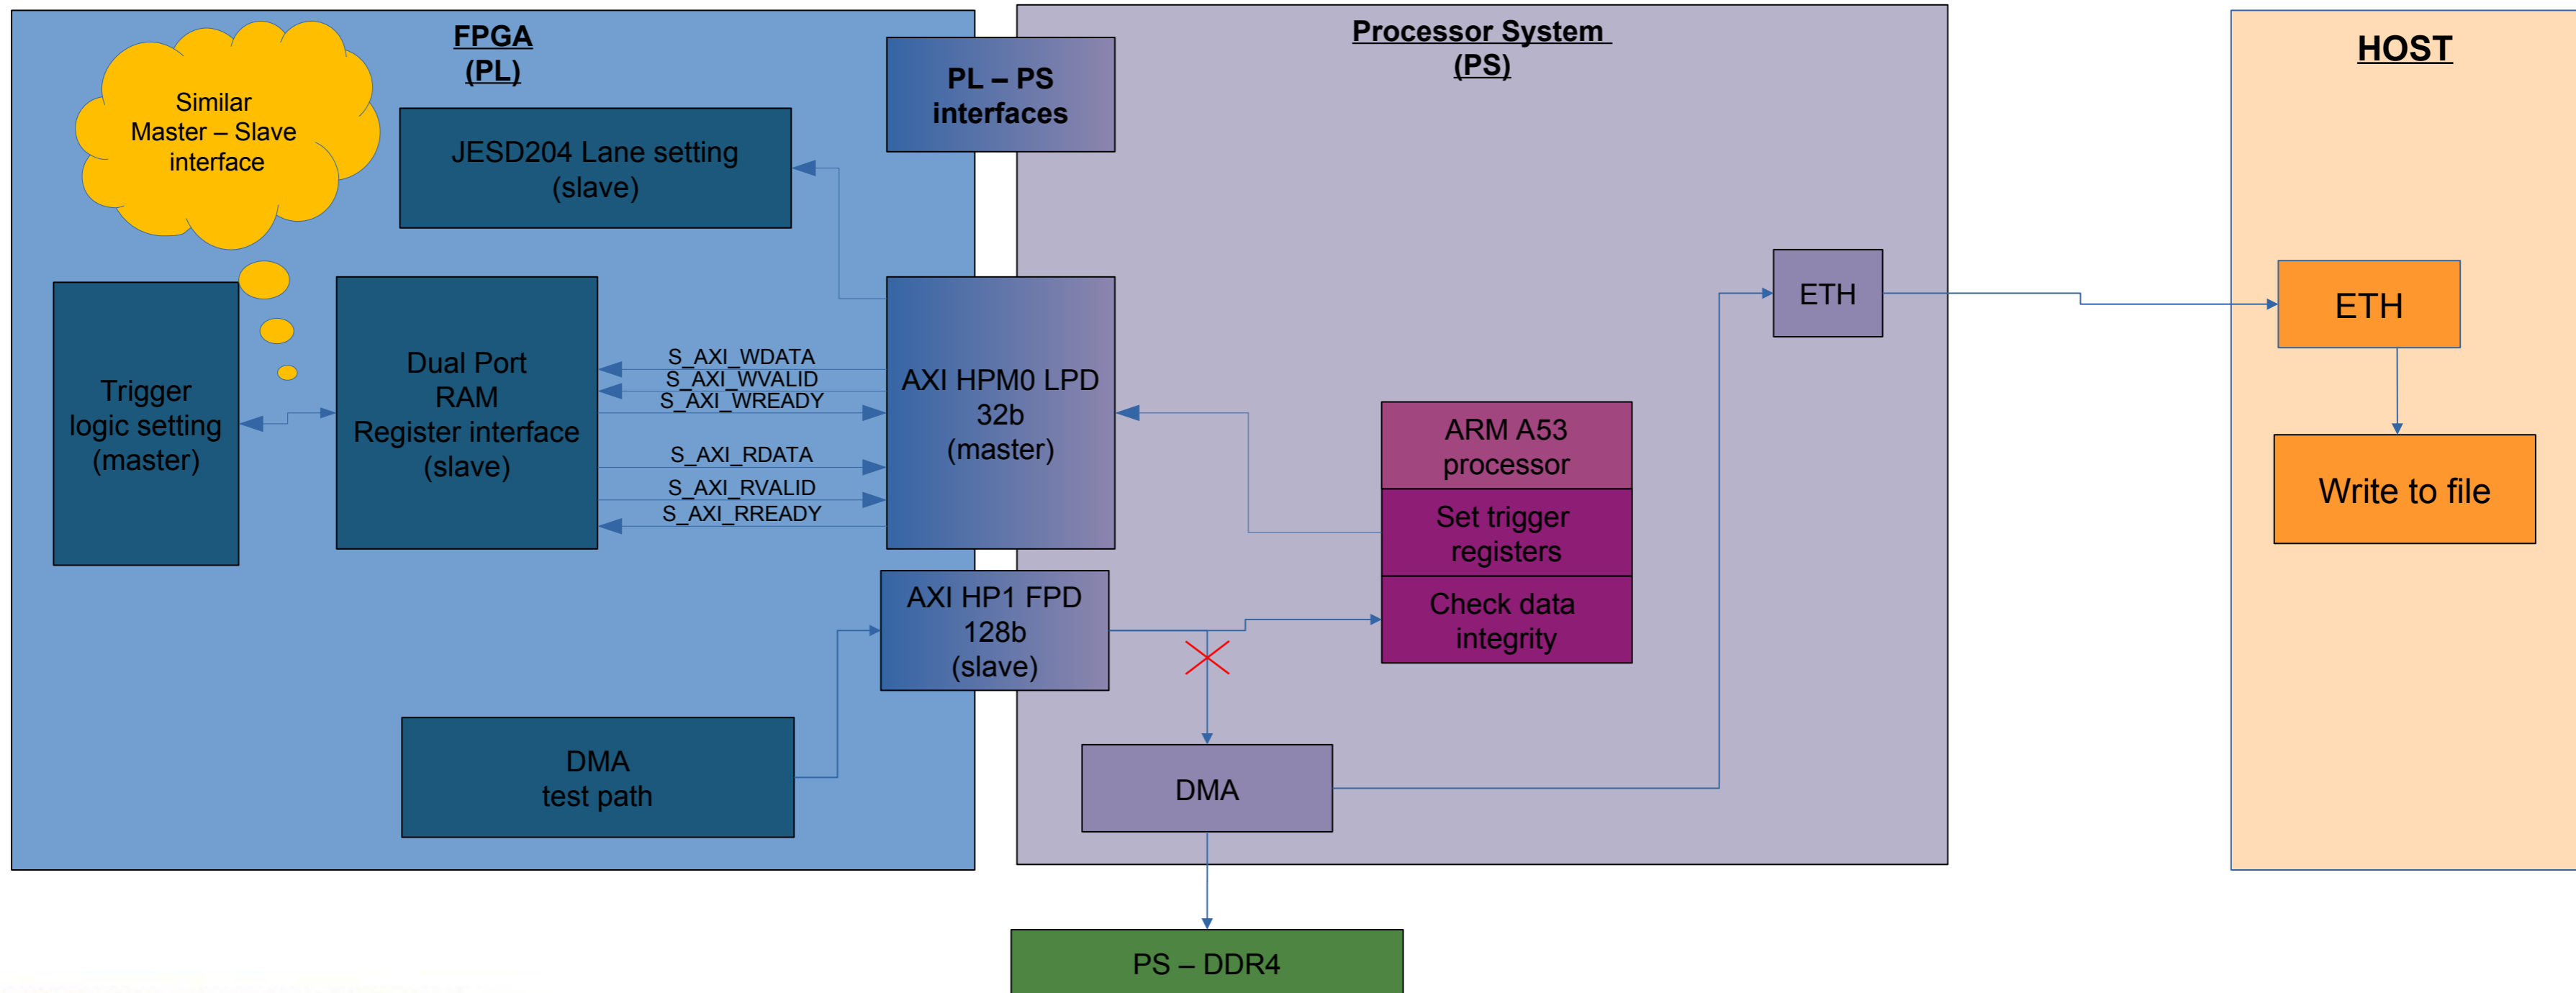 FPGA
(PL)
Similar
Master – Slave
interface
JESD204 Lane setting
(slave)
PL – PS
interfaces
Processor System
(PS)
HOST
Trigger
logic setting
(master)
Dual Port
RAM
Register interface
(slave)
S_AXI_WDATA
S_AXI_WVALID
S_AXI_WREADY
S_AXI_RDATA
S_AXI_RVALID
S_AXI_RREADY
AXI HPM0 LPD
32b
(master)
ARM A53
processor
Set trigger
registers
Check data
integrity
ETH
ETH
Write to file
AXI HP1 FPD
128b
(slave)
DMA
test path
DMA
PS – DDR4